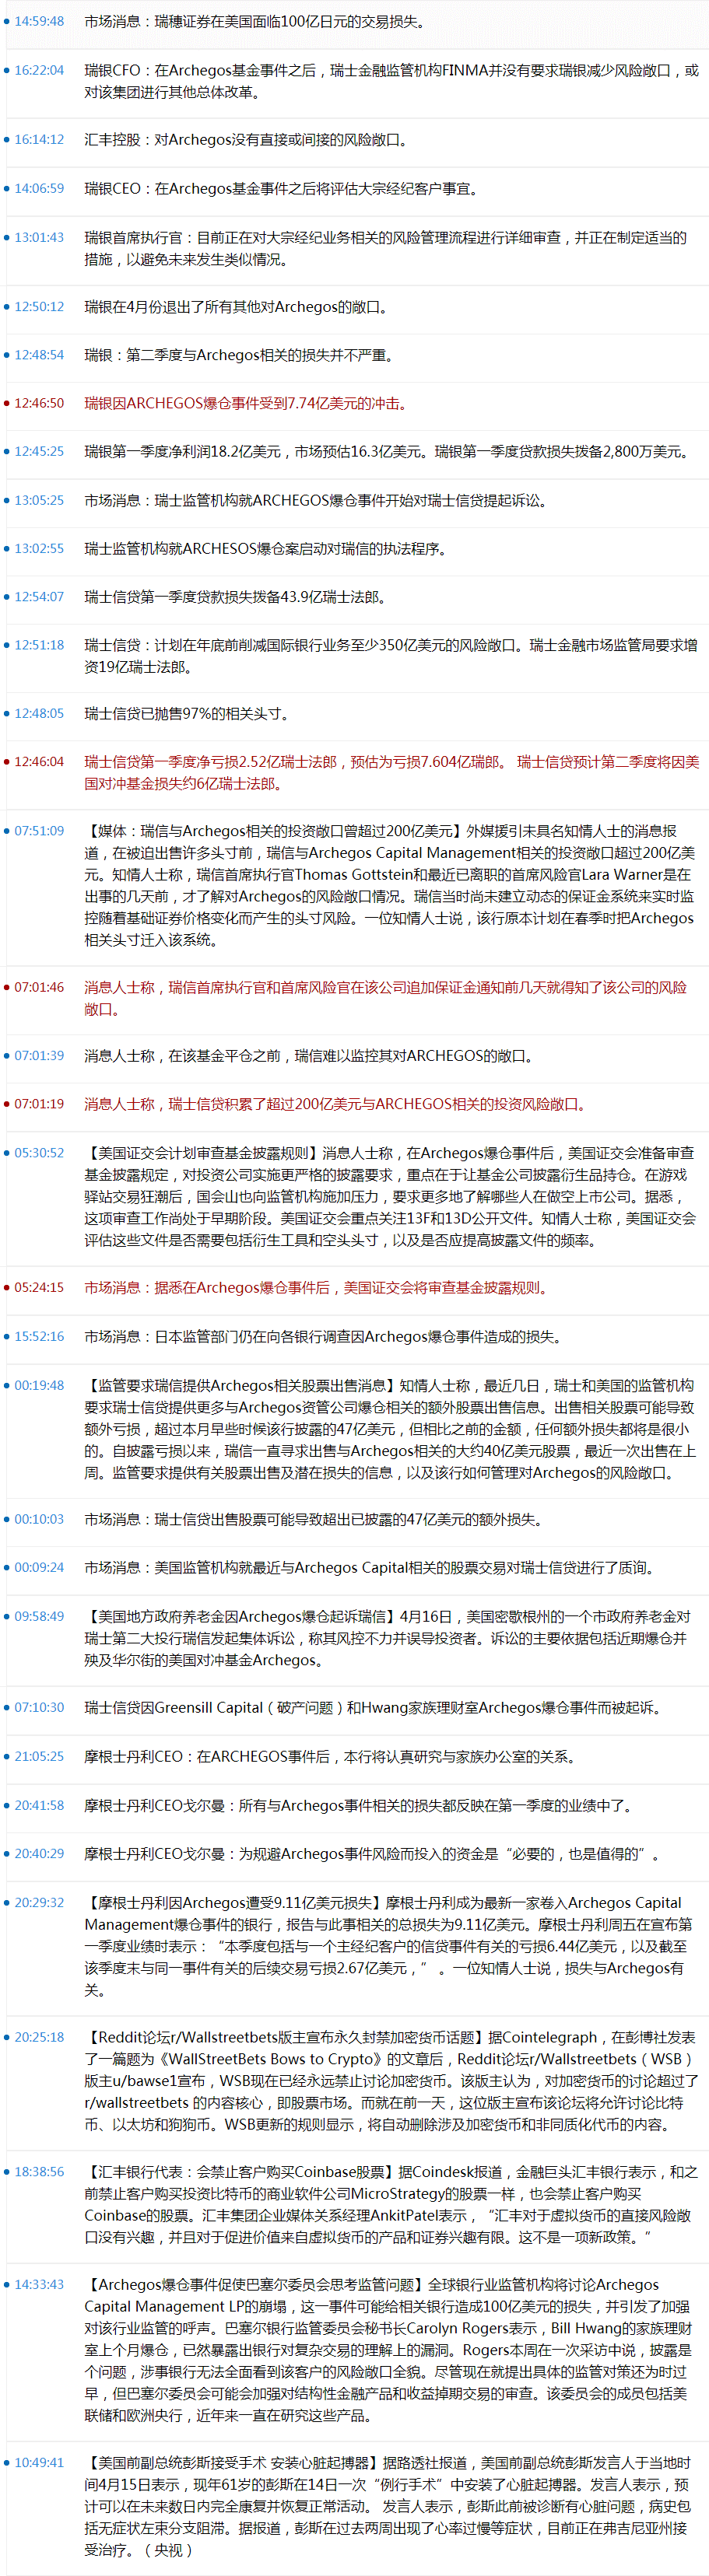 14:59:48 市场消息：瑞穗证券在美国面临100亿日元的交易损失。
16:22:04 瑞银CFO：在Archegos基金事件之后，瑞士金融监管机构FINMA并没有要求瑞银减少风险敞口，或
对该集团进行其他总体改革。
16:14:12 汇丰控股：对Archegos没有直接或间接的风险敞口。
14:06:59 瑞银CEO：在Archegos基金事件之后将评估大宗经纪客户事宜。
13:01:43 瑞银首席执行官：目前正在对大宗经纪业务相关的风险管理流程进行详细审查，并正在制定适当的
措施，以避免未来发生类似情况。
12:50:12 瑞银在4月份退出了所有其他对Archegos的敞口。
12:48:54 瑞银：第二季度与Archegos相关的损失并不严重。
12:46:50 瑞银因ARCHEGOS爆仓事件受到7.74亿美元的冲击。
12:45:25 瑞银第一季度净利润18.2亿美元，市场预估16.3亿美元。瑞银第一季度贷款损失拨备2,800万美元。
13:05:25 市场消息：瑞士监管机构就ARCHEGOS爆仓事件开始对瑞士信贷提起诉讼。
13:02:55 瑞士监管机构就ARCHESOS爆仓案启动对瑞信的执法程序。
12:54:07 瑞士信贷第一季度贷款损失拨备43.9亿瑞士法郎。
12:51:18 瑞士信贷：计划在年底前削减国际银行业务至少350亿美元的风险敞口。瑞士金融市场监管局要求增
资19亿瑞士法郎。
12:48:05 瑞士信贷已抛售97%的相关头寸。
12:46:04 瑞士信贷第一季度净亏损2.52亿瑞士法郎，预估为亏损7.604亿瑞郎。 瑞士信贷预计第二季度将因美
国对冲基金损失约6亿瑞士法郎。
07:51:09 【媒体：瑞信与Archegos相关的投资敞口曾超过200亿美元】外媒援引未具名知情人士的消息报
道，在被迫出售许多头寸前，瑞信与Archegos Capital Management相关的投资敞口超过200亿美
元。知情人士称，瑞信首席执行官Thomas Gottstein和最近已离职的首席风险官Lara Warner是在
出事的几天前，才了解对Archegos的风险敞口情况。瑞信当时尚未建立动态的保证金系统来实时监
控随着基础证券价格变化而产生的头寸风险。一位知情人士说，该行原本计划在春季时把Archegos
相关头寸迁入该系统。
07:01:46 消息人士称，瑞信首席执行官和首席风险官在该公司追加保证金通知前几天就得知了该公司的风险
敞口。
07:01:39 消息人士称，在该基金平仓之前，瑞信难以监控其对ARCHEGOS的敞口。
07:01:19 消息人士称，瑞士信贷积累了超过200亿美元与ARCHEGOS相关的投资风险敞口。
05:30:52 【美国证交会计划审查基金披露规则】消息人士称，在Archegos爆仓事件后，美国证交会准备审查
基金披露规定，对投资公司实施更严格的披露要求，重点在于让基金公司披露衍生品持仓。在游戏
驿站交易狂潮后，国会山也向监管机构施加压力，要求更多地了解哪些人在做空上市公司。据悉，
这项审查工作尚处于早期阶段。美国证交会重点关注13F和13D公开文件。知情人士称，美国证交会
评估这些文件是否需要包括衍生工具和空头头寸，以及是否应提高披露文件的频率。
05:24:15 市场消息：据悉在Archegos爆仓事件后，美国证交会将审查基金披露规则。
15:52:16 市场消息：日本监管部门仍在向各银行调查因Archegos爆仓事件造成的损失。
00:19:48 【监管要求瑞信提供Archegos相关股票出售消息】知情人士称，最近几日，瑞士和美国的监管机构
要求瑞士信贷提供更多与Archegos资管公司爆仓相关的额外股票出售信息。出售相关股票可能导致
额外亏损，超过本月早些时候该行披露的47亿美元，但相比之前的金额，任何额外损失都将是很小
的。自披露亏损以来，瑞信一直寻求出售与Archegos相关的大约40亿美元股票，最近一次出售在上
周。监管要求提供有关股票出售及潜在损失的信息，以及该行如何管理对Archegos的风险敞口。
00:10:03 市场消息：瑞士信贷出售股票可能导致超出已披露的47亿美元的额外损失。
00:09:24 市场消息：美国监管机构就最近与Archegos Capital相关的股票交易对瑞士信贷进行了质询。
09:58:49 【美国地方政府养老金因Archegos爆仓起诉瑞信】4月16日，美国密歇根州的一个市政府养老金对
瑞士第二大投行瑞信发起集体诉讼，称其风控不力并误导投资者。诉讼的主要依据包括近期爆仓并
殃及华尔街的美国对冲基金Archegos。
07:10:30 瑞士信贷因Greensill Capital（破产问题）和Hwang家族理财室Archegos爆仓事件而被起诉。
21:05:25 摩根士丹利CEO：在ARCHEGOS事件后，本行将认真研究与家族办公室的关系。
20:41:58 摩根士丹利CEO戈尔曼：所有与Archegos事件相关的损失都反映在第一季度的业绩中了。
20:40:29 摩根士丹利CEO戈尔曼：为规避Archegos事件风险而投入的资金是“必要的，也是值得的”。
20:29:32 【摩根士丹利因Archegos遭受9.11亿美元损失】摩根士丹利成为最新一家卷入Archegos Capital
Management爆仓事件的银行，报告与此事相关的总损失为9.11亿美元。摩根士丹利周五在宣布第
一季度业绩时表示：“本季度包括与一个主经纪客户的信贷事件有关的亏损6.44亿美元，以及截至
该季度末与同一事件有关的后续交易亏损2.67亿美元，” 。一位知情人士说，损失与Archegos有
关。
20:25:18 【Reddit论坛r/Wallstreetbets版主宣布永久封禁加密货币话题】据Cointelegraph，在彭博社发表
了一篇题为《WallStreetBets Bows to Crypto》的文章后，Reddit论坛r/Wallstreetbets（WSB）
版主u/bawse1宣布，WSB现在已经永远禁止讨论加密货币。该版主认为，对加密货币的讨论超过了
r/wallstreetbets 的内容核心，即股票市场。而就在前一天，这位版主宣布该论坛将允许讨论比特
币、以太坊和狗狗币。WSB更新的规则显示，将自动删除涉及加密货币和非同质化代币的内容。
18:38:56 【汇丰银行代表：会禁止客户购买Coinbase股票】据Coindesk报道，金融巨头汇丰银行表示，和之
前禁止客户购买投资比特币的商业软件公司MicroStrategy的股票一样，也会禁止客户购买
Coinbase的股票。汇丰集团企业媒体关系经理AnkitPatel表示，“汇丰对于虚拟货币的直接风险敞
口没有兴趣，并且对于促进价值来自虚拟货币的产品和证券兴趣有限。这不是一项新政策。“
14:33:43 【Archegos爆仓事件促使巴塞尔委员会思考监管问题】全球银行业监管机构将讨论Archegos
Capital Management LP的崩塌，这一事件可能给相关银行造成100亿美元的损失，并引发了加强
对该行业监管的呼声。巴塞尔银行监管委员会秘书长Carolyn Rogers表示，Bill Hwang的家族理财
室上个月爆仓，已然暴露出银行对复杂交易的理解上的漏洞。Rogers本周在一次采访中说，披露是
个问题，涉事银行无法全面看到该客户的风险敞口全貌。尽管现在就提出具体的监管对策还为时过
早，但巴塞尔委员会可能会加强对结构性金融产品和收益掉期交易的审查。该委员会的成员包括美
联储和欧洲央行，近年来一直在研究这些产品。
10:49:41 【美国前副总统彭斯接受手术 安装心脏起搏器】据路透社报道，美国前副总统彭斯发言人于当地时
间4月15日表示，现年61岁的彭斯在14日一次“例行手术”中安装了心脏起搏器。发言人表示，预
计可以在未来数日内完全康复并恢复正常活动。 发言人表示，彭斯此前被诊断有心脏问题，病史包
括无症状左束分支阻滞。据报道，彭斯在过去两周出现了心率过慢等症状，目前正在弗吉尼亚州接
受治疗。（央视）